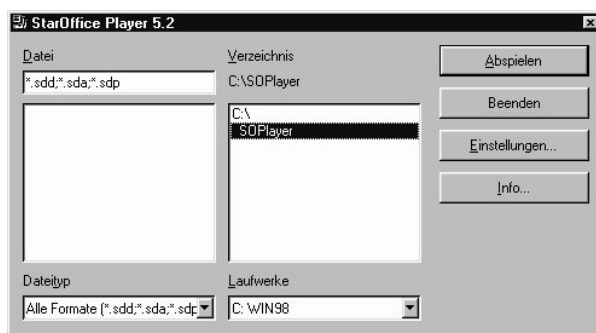 StarOffice Player 5.2
Datei
*.sdd;*.sda;*.sdp
Verzeichnis
C:\SOPlayer
C:\
SOPlayer
Dateityp
Alle Formate (*.sdd;*.sda;*.sdp
Laufwerke
C: WIN98
Abspielen
Beenden
Einstellungen...
Info...